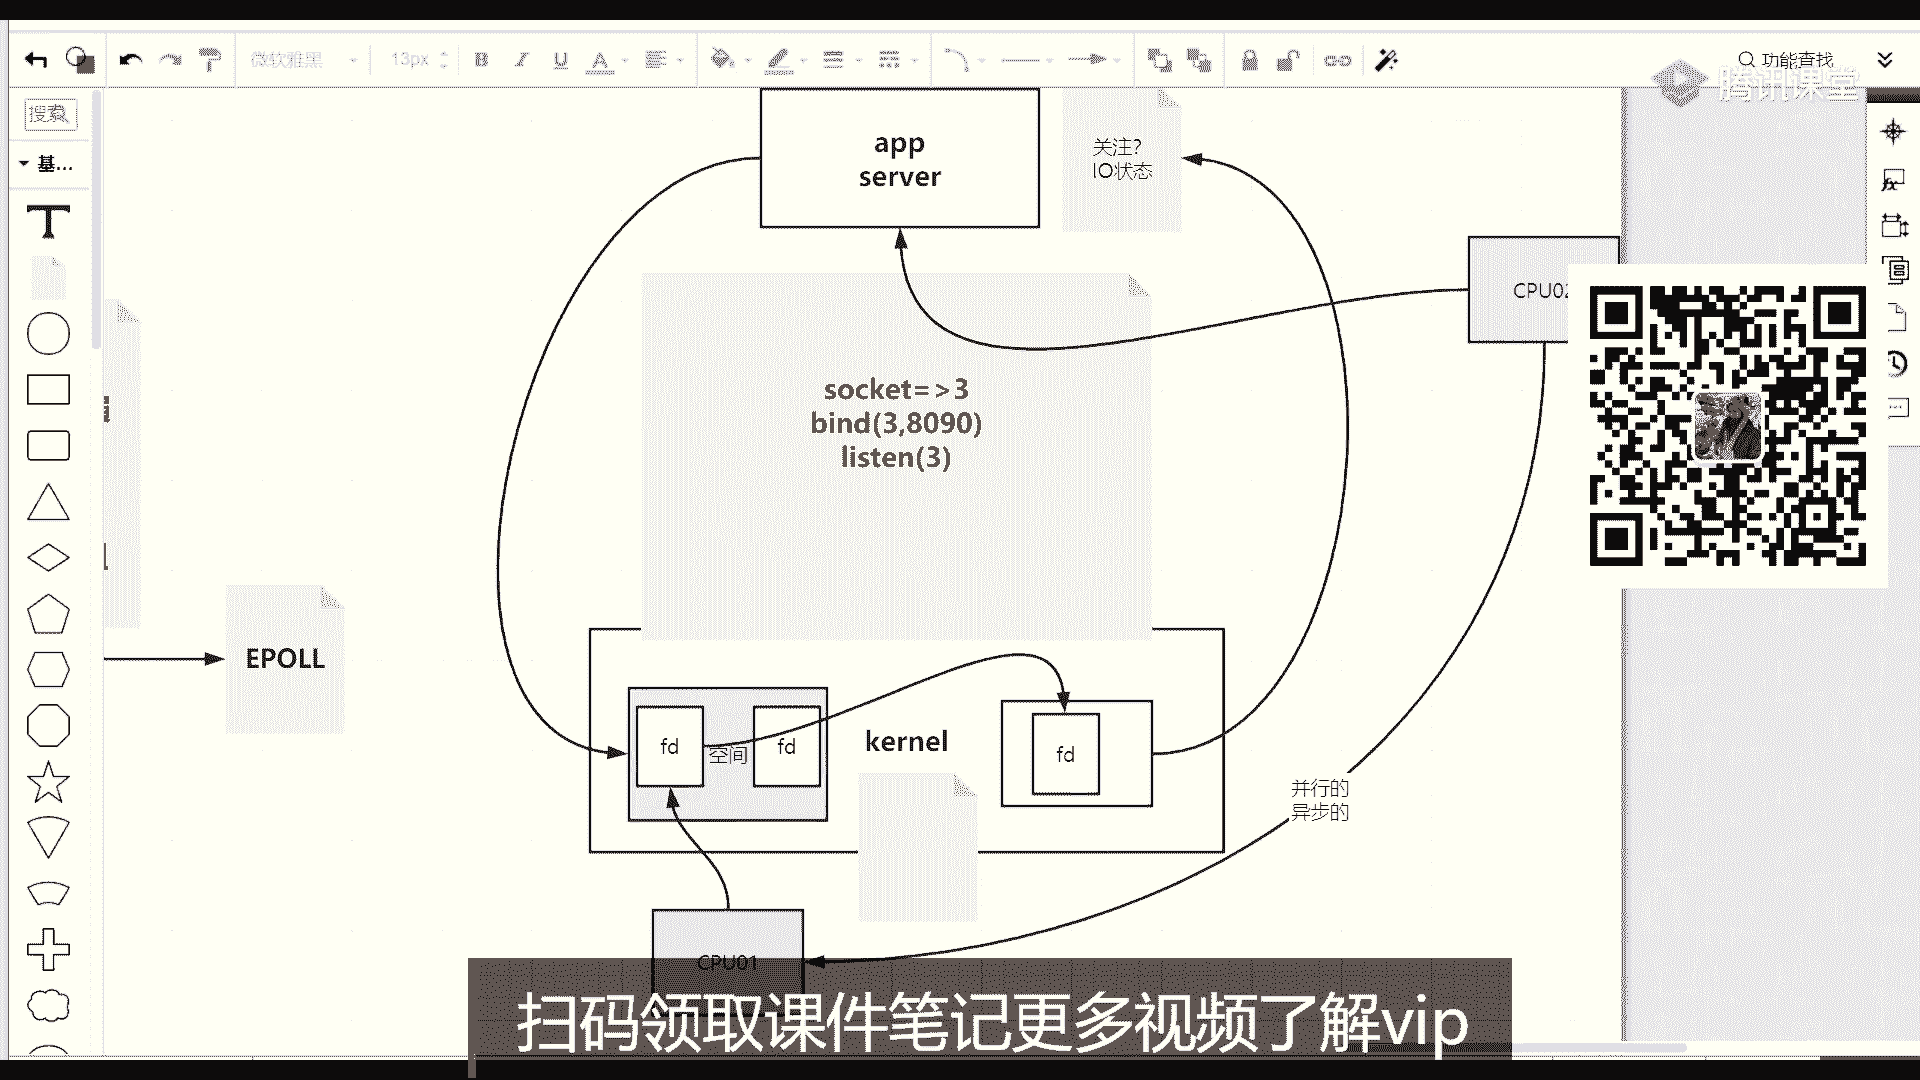 微软雅黑
13px
功能查找
腾讯课堂
搜索
基...
app
server
关注?
IO状态
CPU02
socket=>3
bind(3,8090)
listen(3)
EPOLL
fd
空间
fd
kernel
fd
并行的
异步的
CPU01
扫码领取课件笔记更多视频了解vip